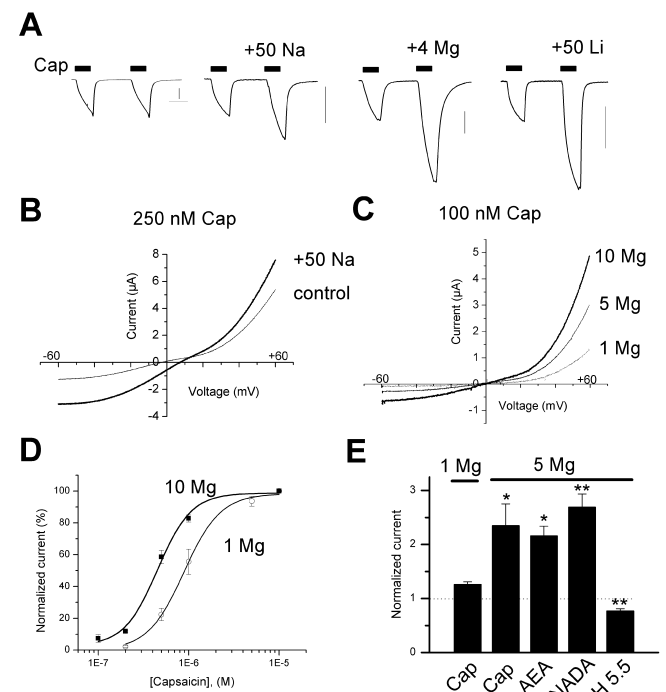 A
Cap
+50 Na
+4 Mg
+50 Li
B
250 nM Cap
Current (µA)
8
6
4
2
0
-2
-4
-60
+60
Voltage (mV)
+50 Na
control
C
100 nM Cap
Current (µA)
5
4
3
2
1
0
-1
-60
+60
Voltage (mV)
10 Mg
5 Mg
1 Mg
D
Normalized current (%)
100
80
60
40
20
0
10 Mg
1 Mg
1E-7
1E-6
1E-5
[Capsaicin], (M)
E
1 Mg
5 Mg
Normalized current
3
2
1
0
*
*
**
**
Cap
Cap
AEA
NADA
H 5.5